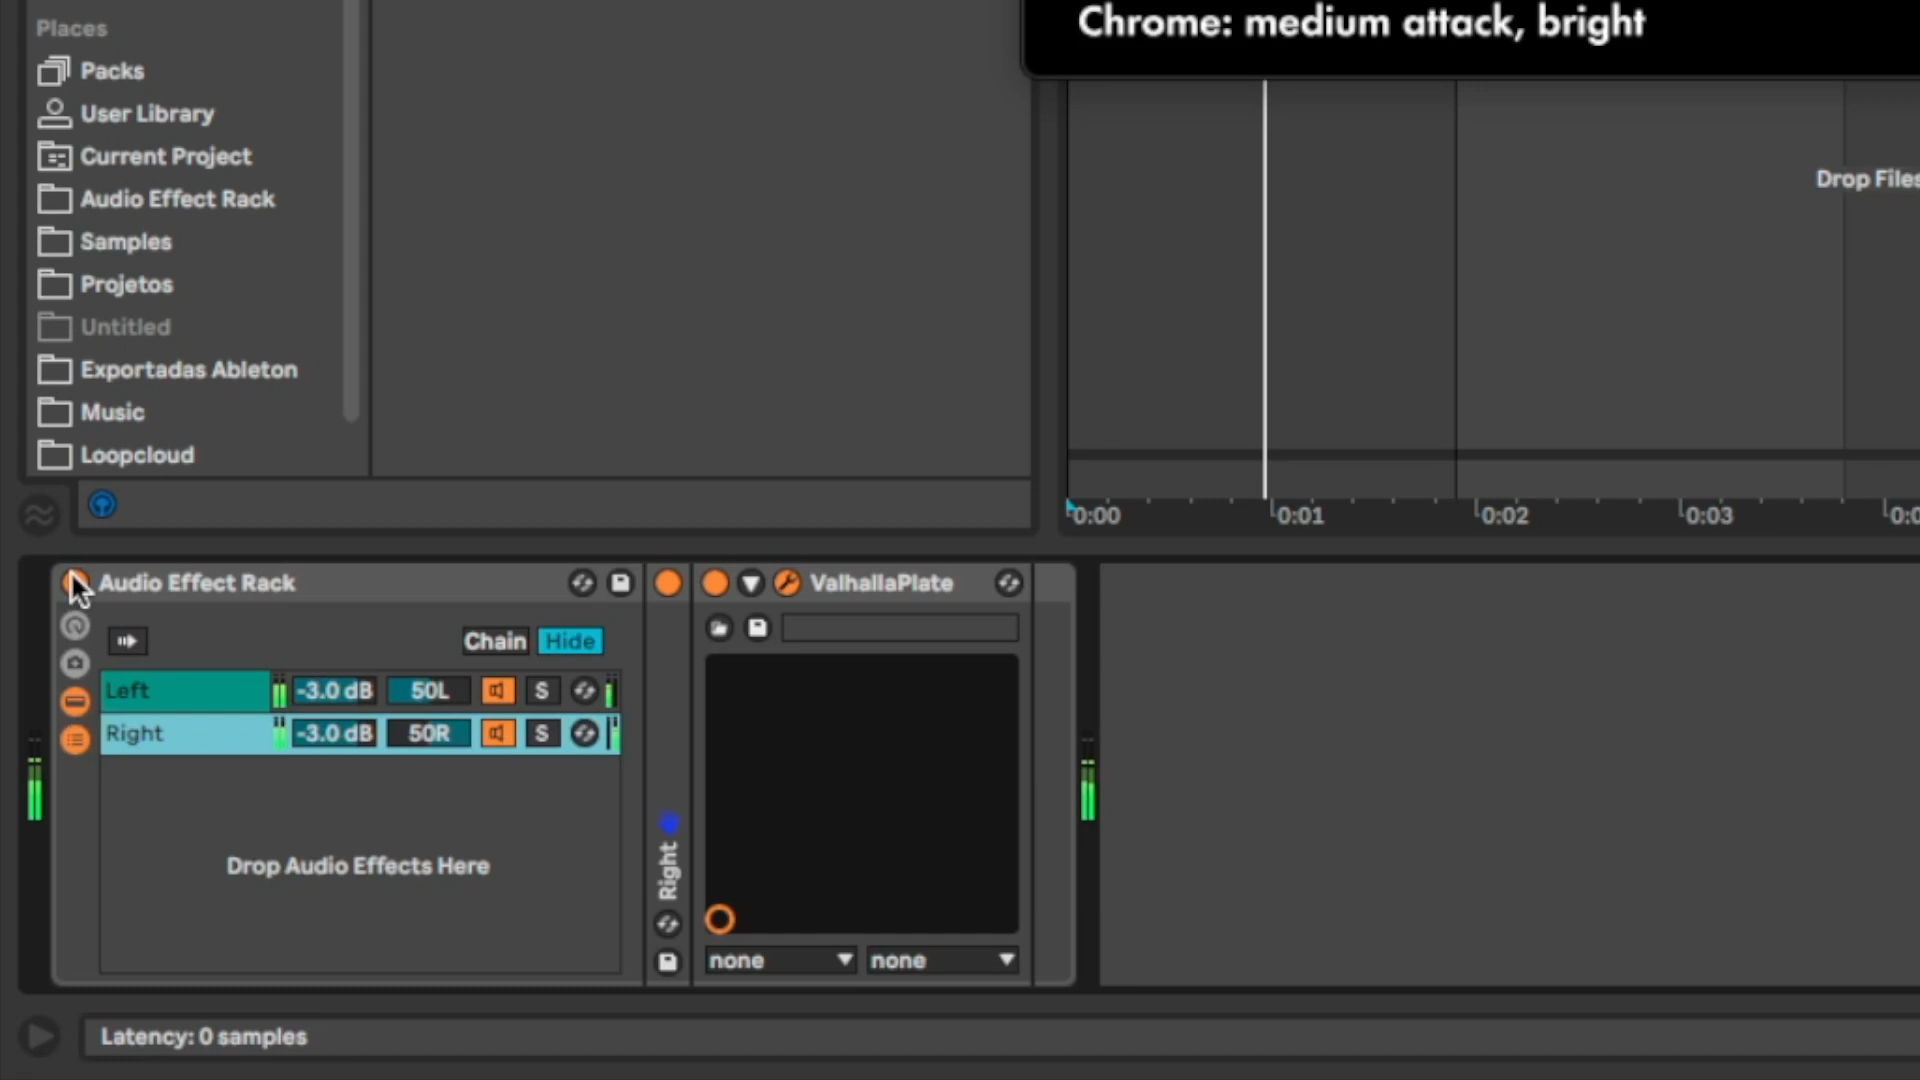 Places
Packs
User Library
Current Project
Audio Effect Rack
Samples
Projetos
Untitled
Exportadas Ableton
Music
Loopcloud
Chrome: medium attack, bright
Drop Files
0:00
0:01
0:02
0:03
Audio Effect Rack
Chain Hide
Left -3.0 dB 50L S
Right -3.0 dB 50R S
Drop Audio Effects Here
Right
ValhallaPlate
none none
Latency: 0 samples